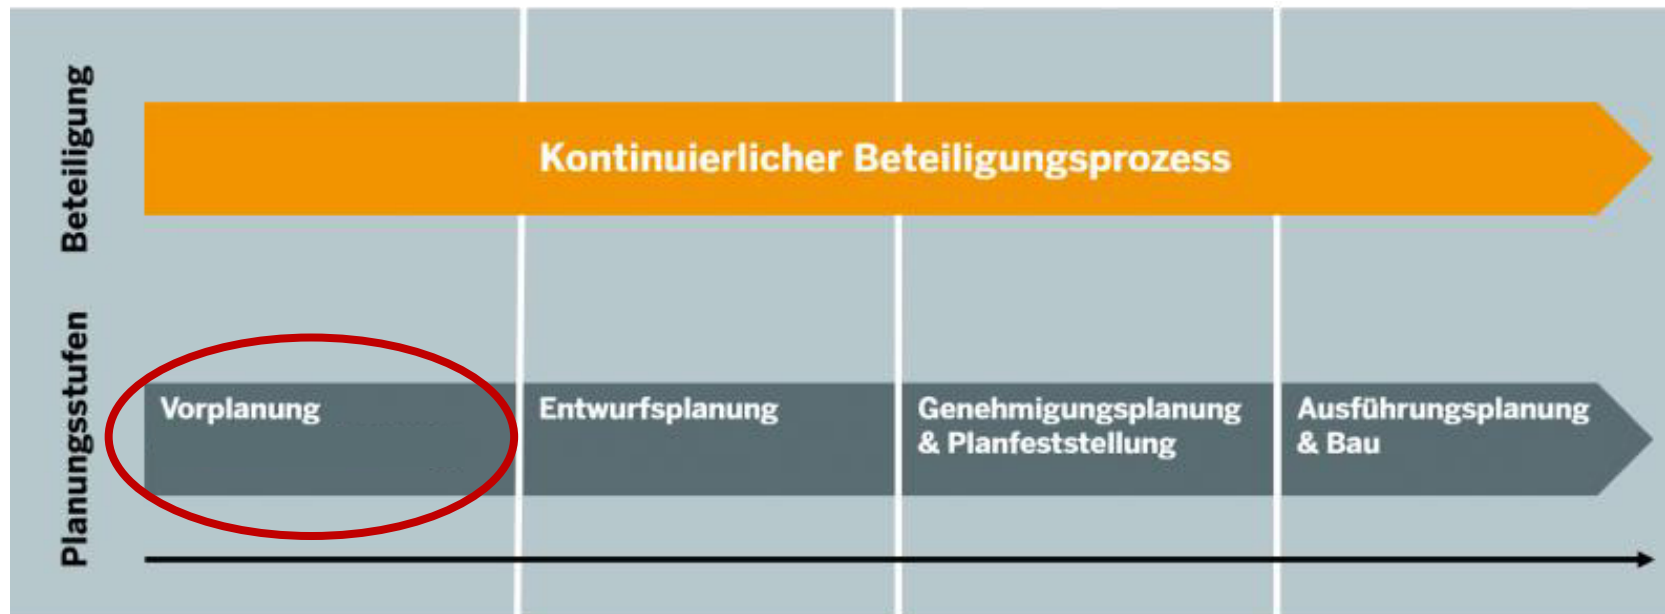 Beteiligung
Kontinuierlicher Beteiligungsprozess
Planungsstufen
Vorplanung
Entwurfsplanung
Genehmigungsplanung
& Planfeststellung
Ausführungsplanung
& Bau